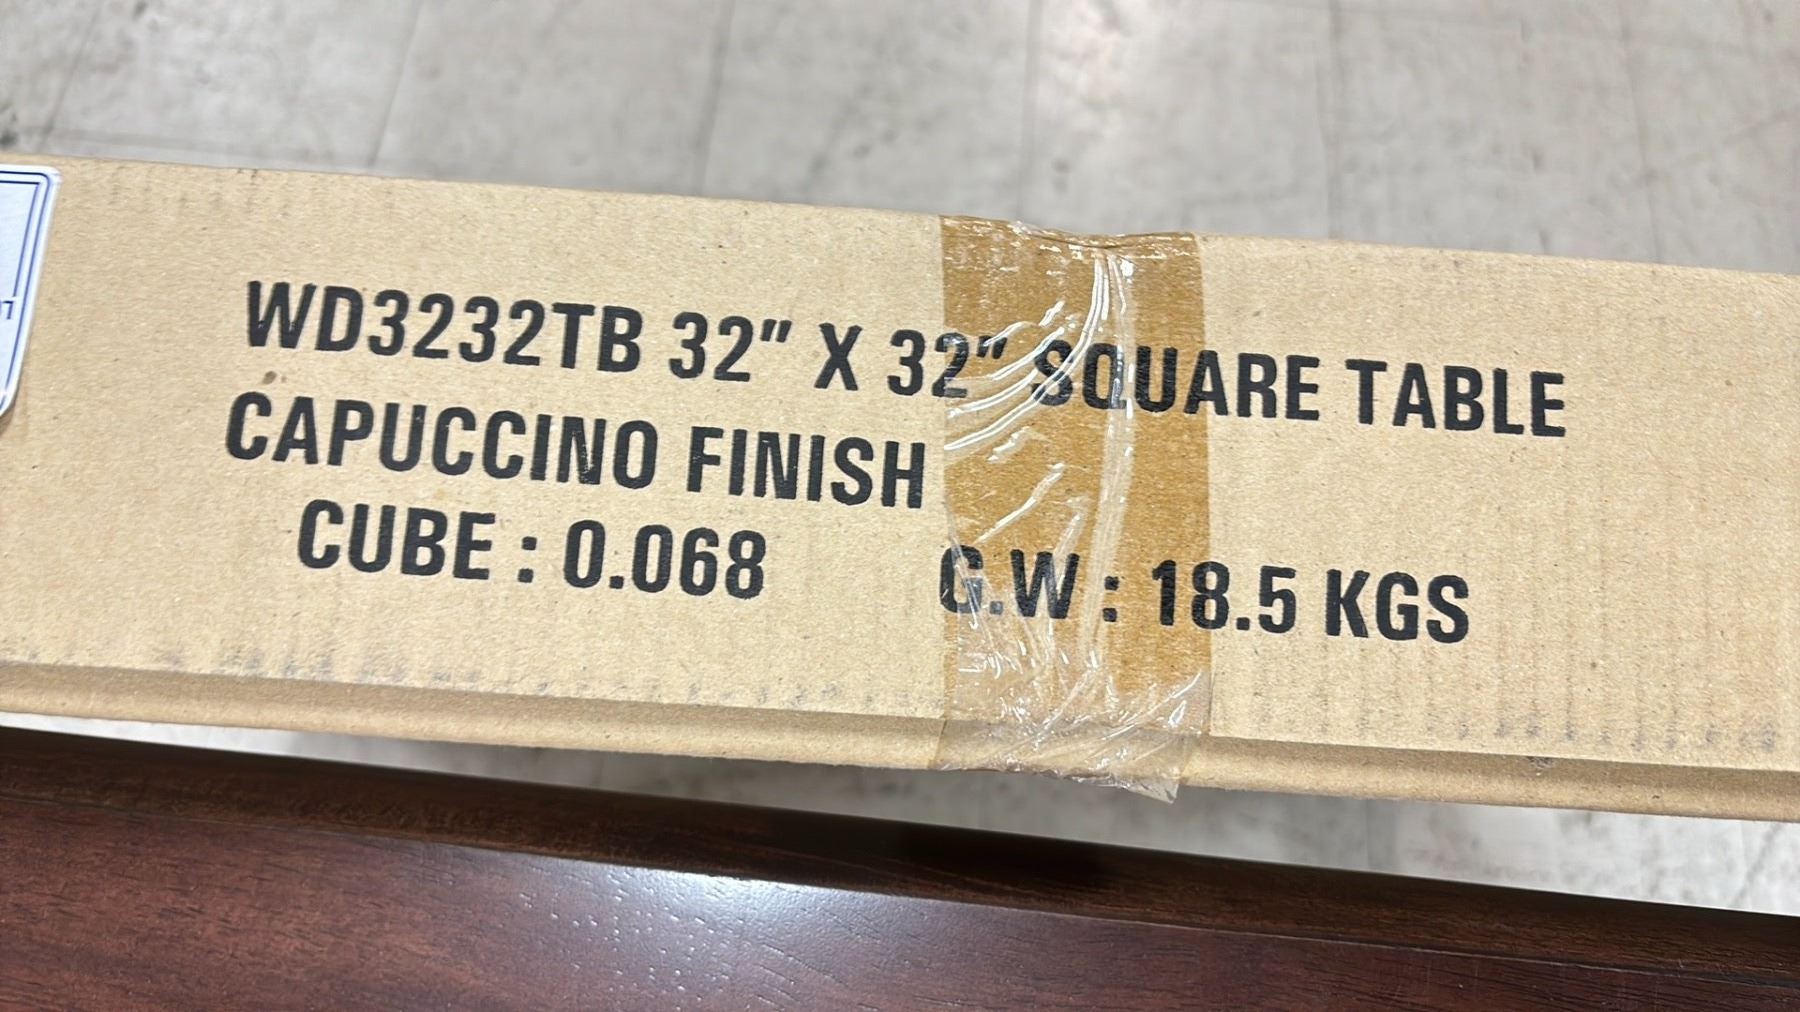 WD3232TB 32" X 32" SQUARE TABLE
CAPUCCINO FINISH
CUBE : 0.068 G.W : 18.5 KGS